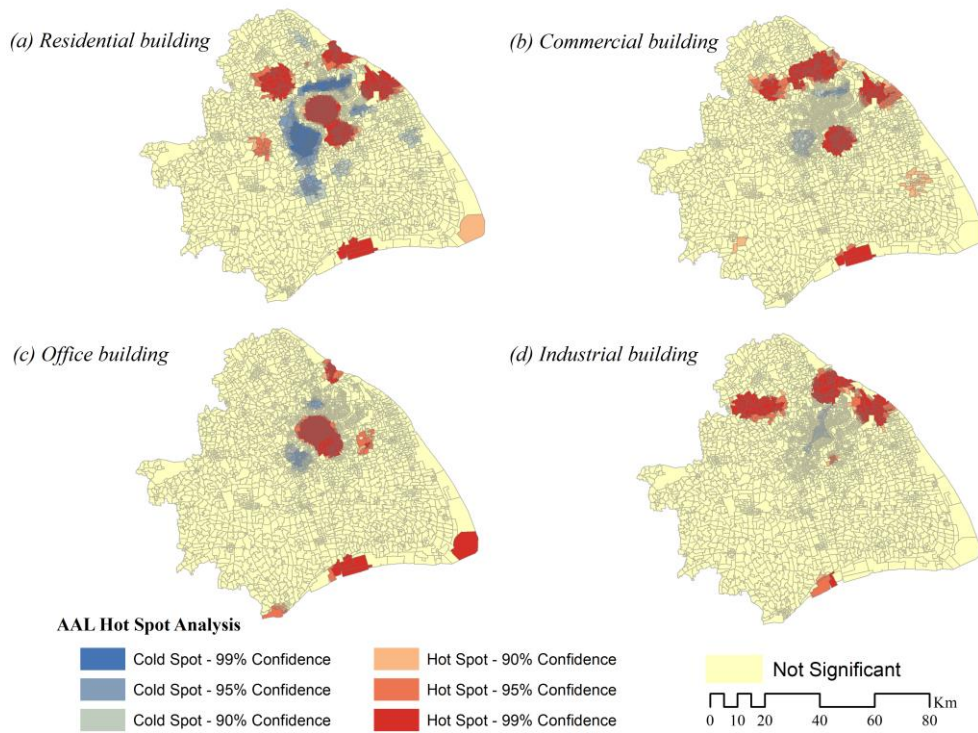 (a) Residential building
(b) Commercial building
(c) Office building
(d) Industrial building
AAL Hot Spot Analysis
Cold Spot - 99% Confidence
Cold Spot - 95% Confidence
Cold Spot - 90% Confidence
Hot Spot - 90% Confidence
Hot Spot - 95% Confidence
Hot Spot - 99% Confidence
Not Significant
Km
0 10 20 40 60 80